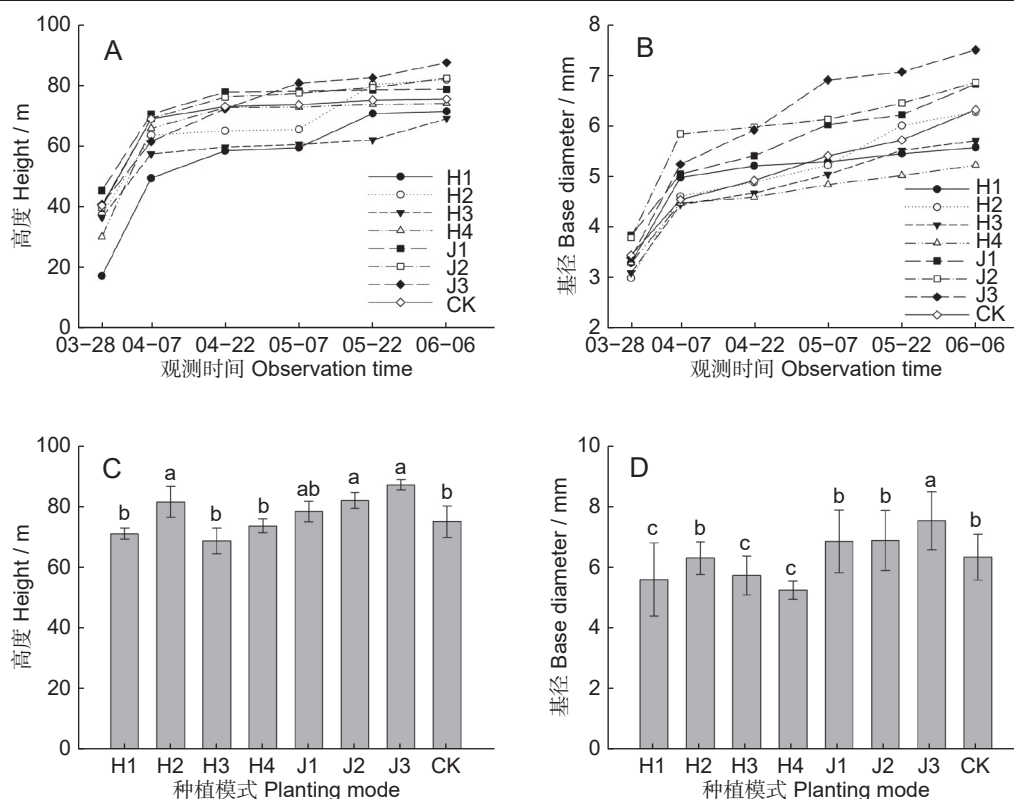 A
高度 Height / m
100
80
60
40
20
0
H1
H2
H3
H4
J1
J2
J3
CK
03−28 04−07 04−22 05−07 05−22 06−06
观测时间 Observation time
B
基径 Base diameter / mm
8
7
6
5
4
3
2
H1
H2
H3
H4
J1
J2
J3
CK
03−28 04−07 04−22 05−07 05−22 06−06
观测时间 Observation time
C
高度 Height / m
100
80
60
40
20
0
b a b b ab a a b
H1 H2 H3 H4 J1 J2 J3 CK
种植模式 Planting mode
D
基径 Base diameter / mm
10
8
6
4
2
0
c b c c b b a b
H1 H2 H3 H4 J1 J2 J3 CK
种植模式 Planting mode